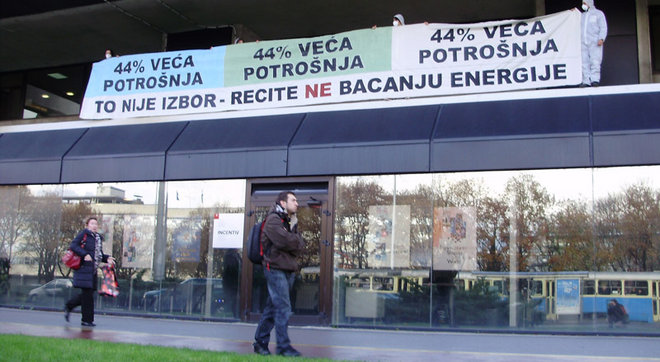 44% VEĆA
POTROŠNJA
44% VEĆA
POTROŠNJA
44% VEĆA
POTROŠNJA
TO NIJE IZBOR - RECITE NE BACANJU ENERGIJE
INCENTIV